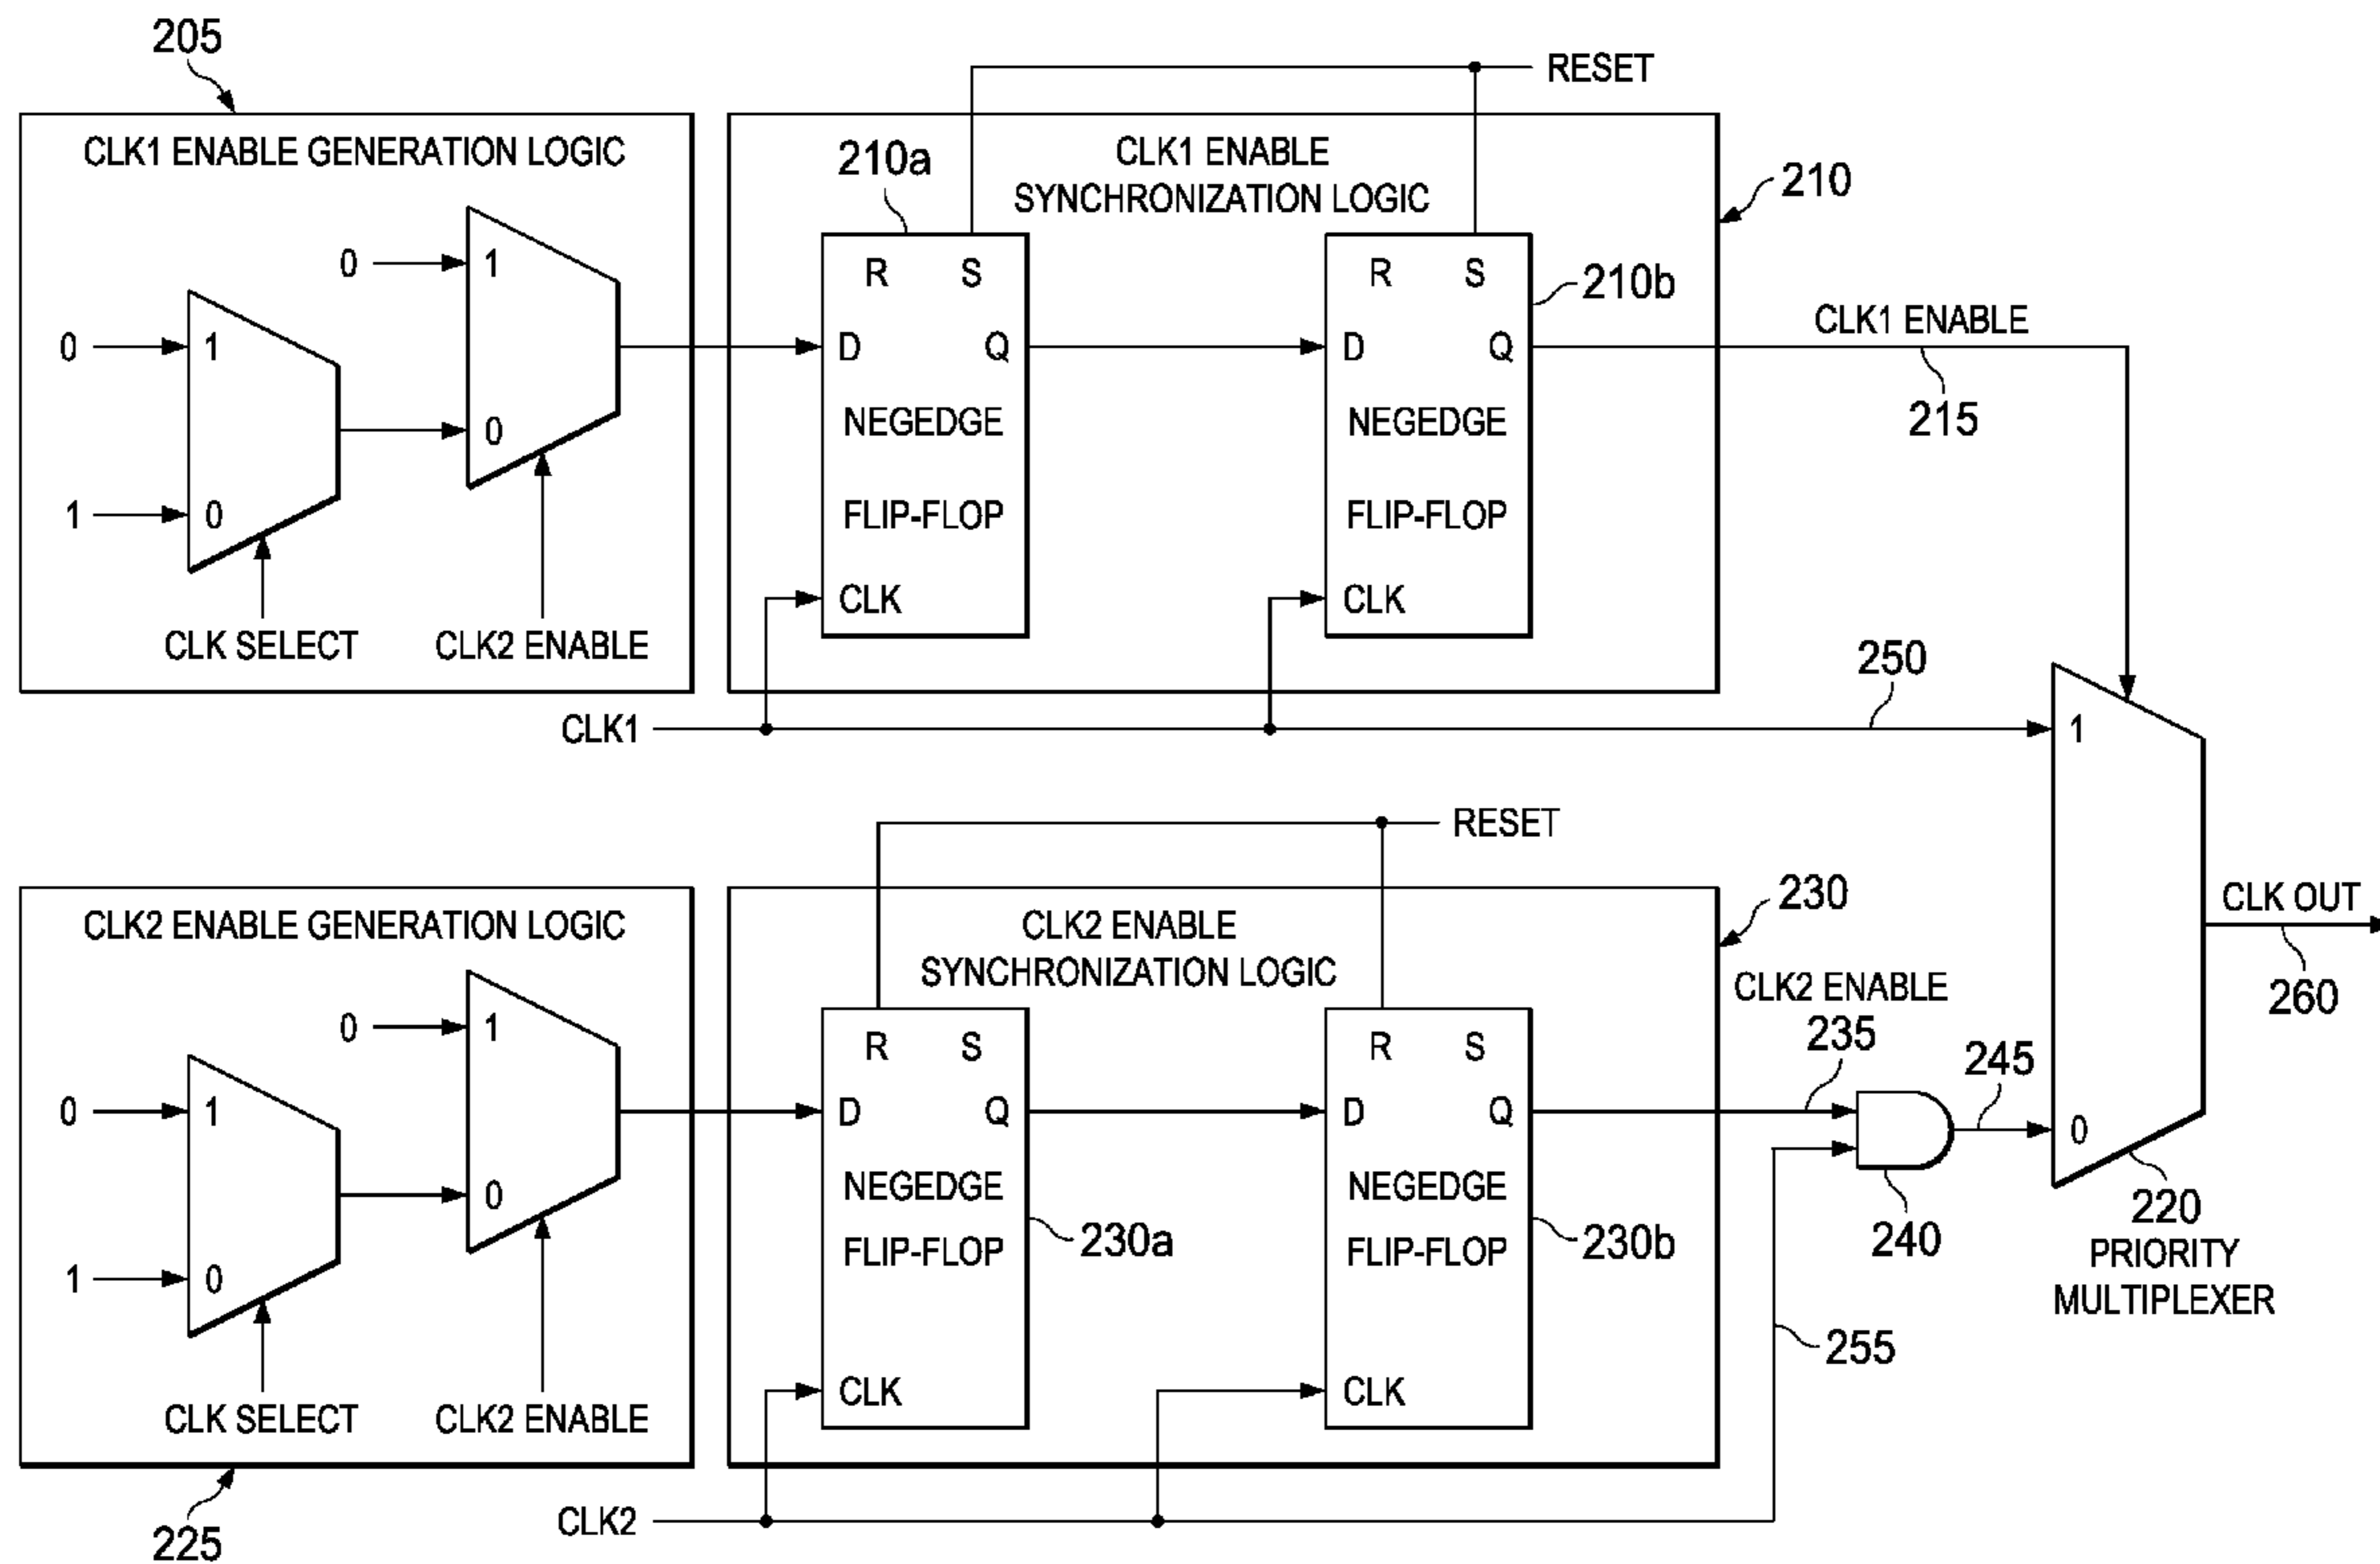 205
RESET
CLK1 ENABLE GENERATION LOGIC
210a
CLK1 ENABLE
SYNCHRONIZATION LOGIC
210
0
1
R S
R S
210b
CLK1 ENABLE
0
1
D Q
D Q
215
0
NEGEDGE
NEGEDGE
1
0
FLIP-FLOP
FLIP-FLOP
CLK
CLK
CLK SELECT
CLK2 ENABLE
250
CLK1
1
RESET
CLK2 ENABLE GENERATION LOGIC
CLK2 ENABLE
SYNCHRONIZATION LOGIC
230
CLK OUT
260
CLK2 ENABLE
235
0
1
R S
R S
245
0
1
D Q
D Q
0
0
NEGEDGE
NEGEDGE
220
PRIORITY
MULTIPLEXER
240
FLIP-FLOP
230a
FLIP-FLOP
230b
1
0
255
CLK
CLK
CLK SELECT
CLK2 ENABLE
CLK2
225